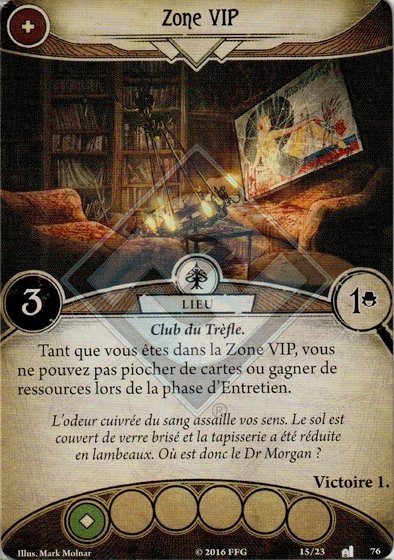 Zone VIP
3
LIEU
1
Club du Trèfle.
Tant que vous êtes dans la Zone VIP, vous
ne pouvez pas piocher de cartes ou gagner de
ressources lors de la phase d'Entretien.
L'odeur cuivrée du sang assaille vos sens. Le sol est
couvert de verre brisé et la tapisserie a été réduite
en lambeaux. Où est donc le Dr Morgan ?
Victoire 1.
Illus. Mark Molnar © 2016 FFG 15/23 76